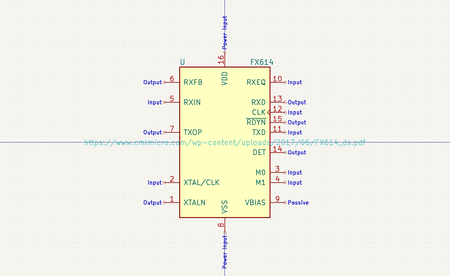 Power Input
16
U FX614
VDD
Output 6 RXFB RXEQ 10 Input
Input 5 RXIN RXD 13 Output
CLK 12 Input
RDYN 15 Output
Output 7 TXOP TXD 11 Input
https://www.cmlmicro.com/wp-content/uploads/2017/06/FX614_ds.pdf
DET 14 Output
M0 3 Input
Input 2 XTAL/CLK M1 4 Input
Output 1 XTALN VBIAS 9 Passive
VSS
8
Power Input